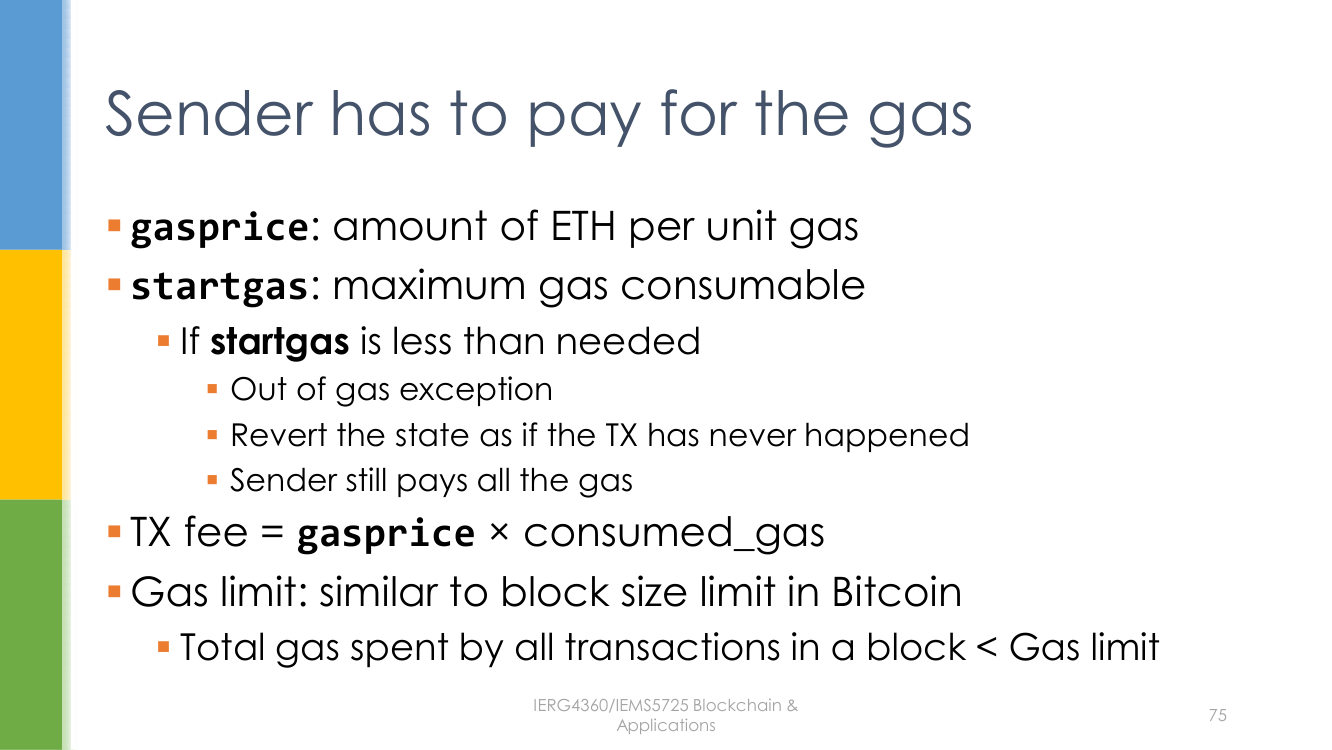 Sender has to pay for the gas
gasprice: amount of ETH per unit gas
startgas: maximum gas consumable
If startgas is less than needed
Out of gas exception
Revert the state as if the TX has never happened
Sender still pays all the gas
TX fee = gasprice × consumed_gas
Gas limit: similar to block size limit in Bitcoin
Total gas spent by all transactions in a block < Gas limit
IERG4360/IEMS5725 Blockchain &
Applications
75